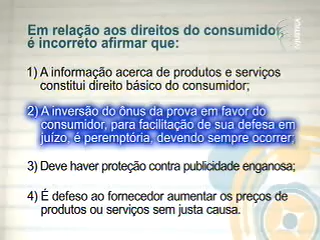 Em relação aos direitos do consumidor,
é incorreto afirmar que:
1) A informação acerca de produtos e serviços
constitui direito básico do consumidor;
2) A inversão do ônus da prova em favor do
consumidor, para facilitação de sua defesa em
juízo, é peremptória, devendo sempre ocorrer;
3) Deve haver proteção contra publicidade enganosa;
4) É defeso ao fornecedor aumentar os preços de
produtos ou serviços sem justa causa.
JUSTIÇA